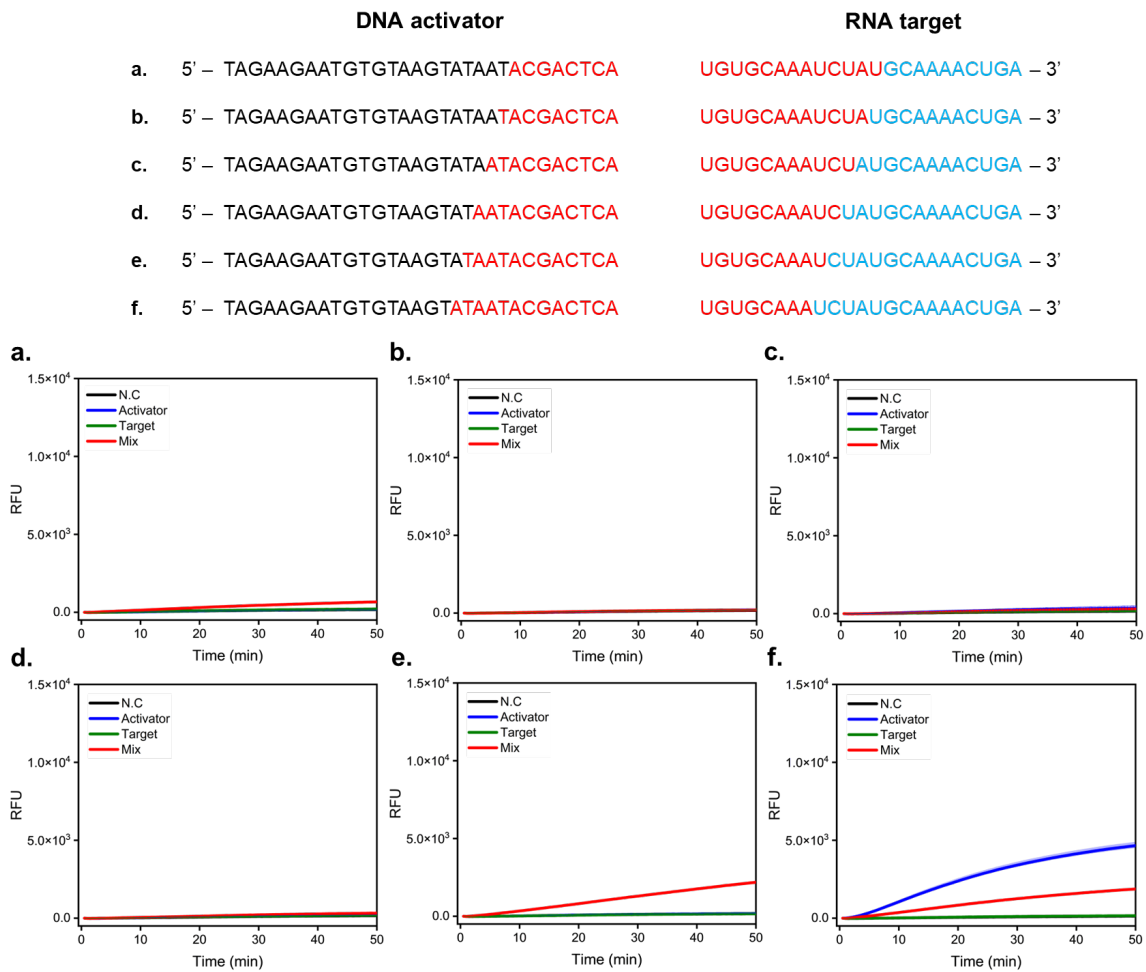 DNA activator RNA target
a. 5’ – TAGAAGAATGTGTAAGTATAATACGACTCA UGUGCAAAUCUAUGCAAAACUGA – 3’
b. 5’ – TAGAAGAATGTGTAAGTATAATACGACTCA UGUGCAAAUCUAUGCAAAACUGA – 3’
c. 5’ – TAGAAGAATGTGTAAGTATAATACGACTCA UGUGCAAAUCUAUGCAAAACUGA – 3’
d. 5’ – TAGAAGAATGTGTAAGTATAATACGACTCA UGUGCAAAUCUAUGCAAAACUGA – 3’
e. 5’ – TAGAAGAATGTGTAAGTATAATACGACTCA UGUGCAAAUCUAUGCAAAACUGA – 3’
f. 5’ – TAGAAGAATGTGTAAGTATAATACGACTCA UGUGCAAAUCUAUGCAAAACUGA – 3’
a.
1.5×10⁴
N.C
Activator
Target
Mix
1.0×10⁴
RFU
5.0×10³
0.0
0 10 20 30 40 50
Time (min)
b.
1.5×10⁴
N.C
Activator
Target
Mix
1.0×10⁴
RFU
5.0×10³
0.0
0 10 20 30 40 50
Time (min)
c.
1.5×10⁴
N.C
Activator
Target
Mix
1.0×10⁴
RFU
5.0×10³
0.0
0 10 20 30 40 50
Time (min)
d.
1.5×10⁴
N.C
Activator
Target
Mix
1.0×10⁴
RFU
5.0×10³
0.0
0 10 20 30 40 50
Time (min)
e.
1.5×10⁴
N.C
Activator
Target
Mix
1.0×10⁴
RFU
5.0×10³
0.0
0 10 20 30 40 50
Time (min)
f.
1.5×10⁴
N.C
Activator
Target
Mix
1.0×10⁴
RFU
5.0×10³
0.0
0 10 20 30 40 50
Time (min)